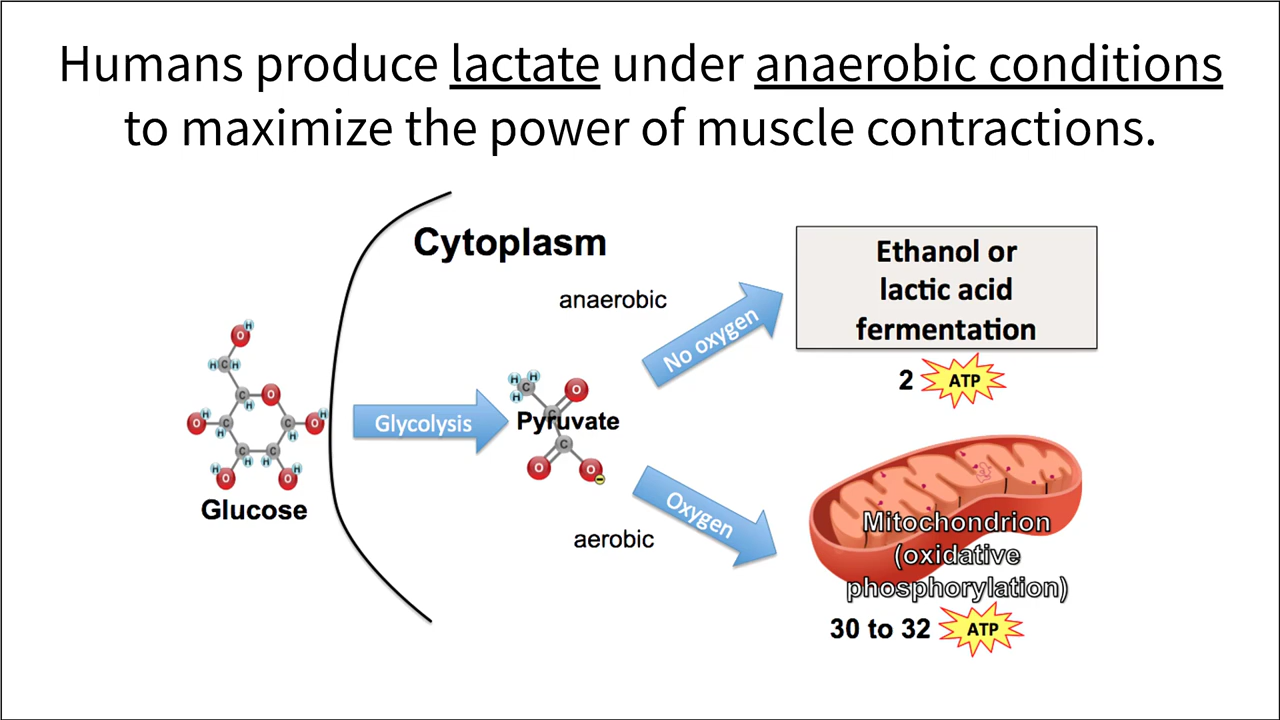 Humans produce lactate under anaerobic conditions
to maximize the power of muscle contractions.
Cytoplasm
anaerobic
No oxygen
Ethanol or
lactic acid
fermentation
2 ATP
Glycolysis
Pyruvate
Glucose
Oxygen
aerobic
Mitochondrion
(oxidative
phosphorylation)
30 to 32 ATP